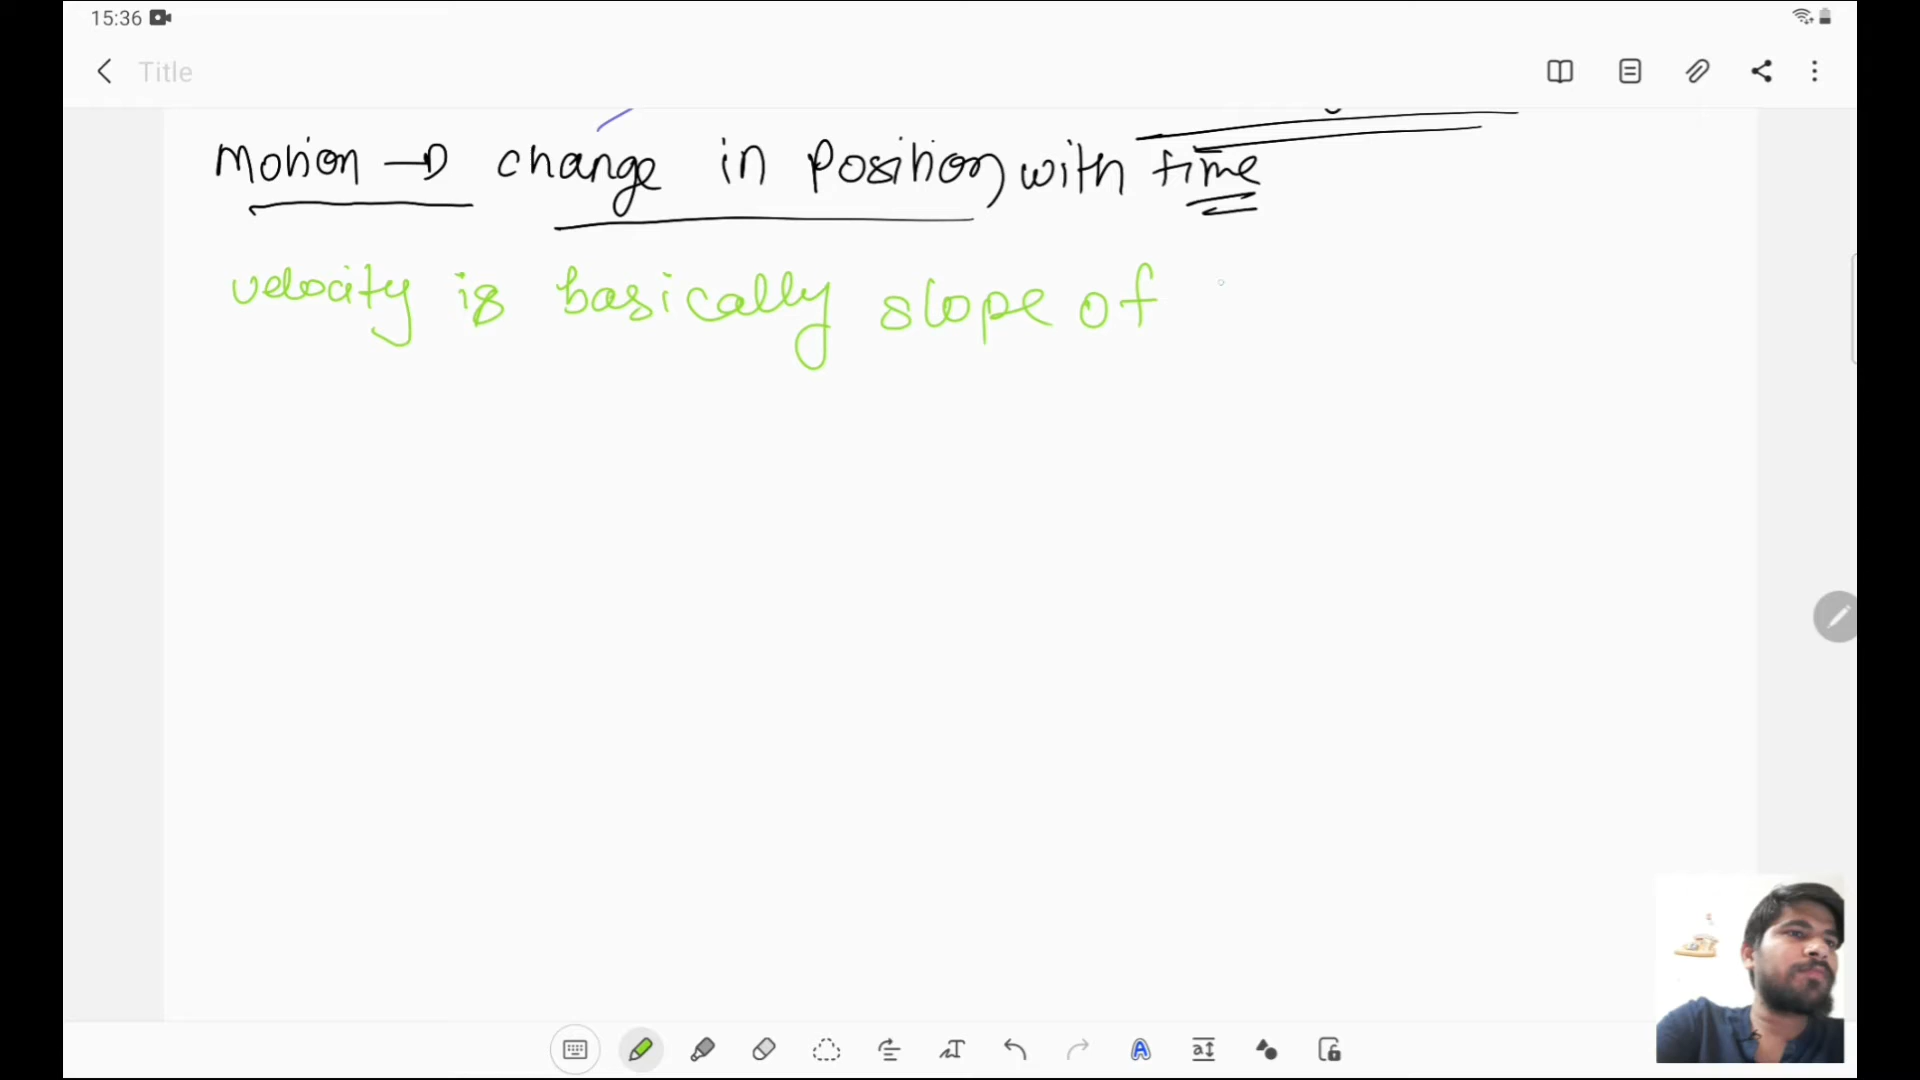 15:36
Title
Motion → change in Position with time
velocity is basically slope of